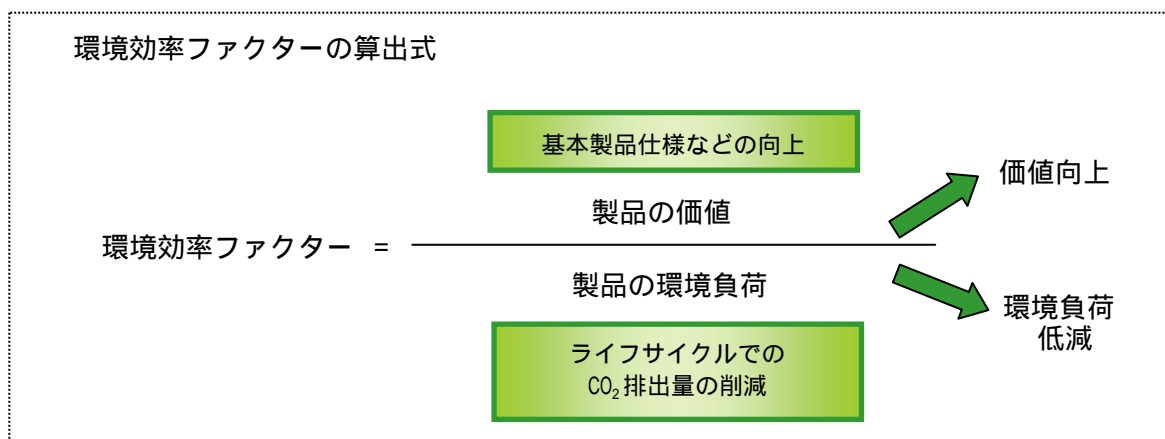 環境効率ファクターの算出式
基本製品仕様などの向上
価値向上
製品の価値
環境効率ファクター =
製品の環境負荷
環境負荷
低減
ライフサイクルでの
CO₂排出量の削減